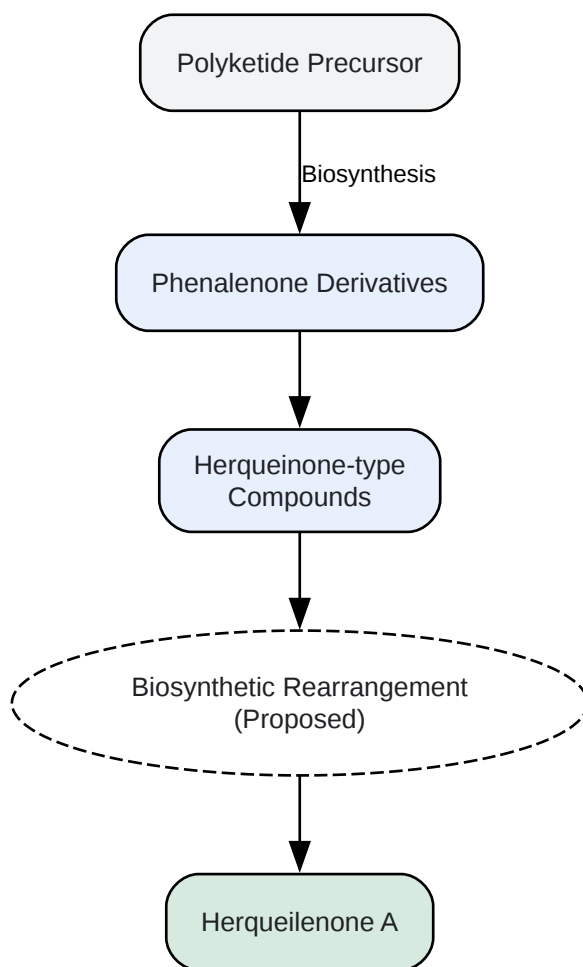 Polyketide Precursor
Biosynthesis
Phenalenone Derivatives
Herqueinone-type
Compounds
Biosynthetic Rearrangement
(Proposed)
Herqueilenone A